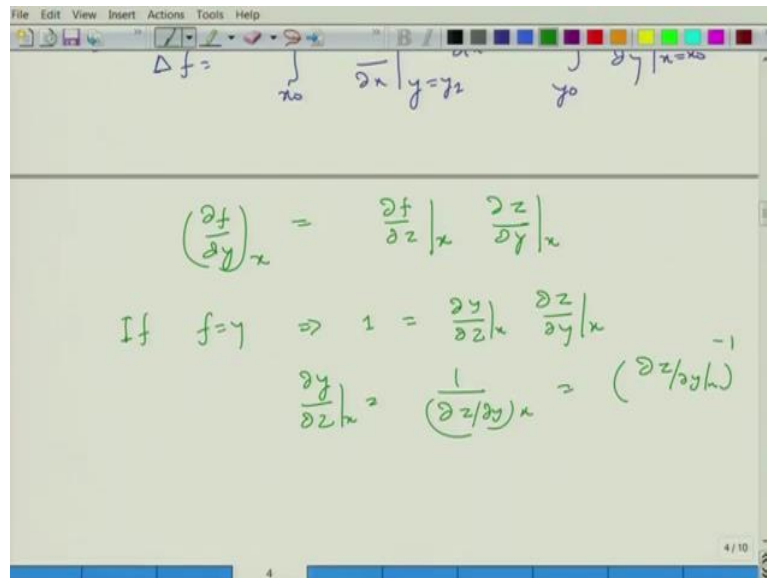 File Edit View Insert Actions Tools Help
Δf = ∫ x₀ ∂x | y=y₁ ∫ y₀ ∂y | x=x₀
(∂f/∂y)ₓ = ∂f/∂z |ₓ ∂z/∂y |ₓ
If f=y ⇒ 1 = ∂y/∂z |ₓ ∂z/∂y |ₓ
∂y/∂z |ₓ = 1/(∂z/∂y)ₓ = (∂z/∂y|ₓ)⁻¹
4/10
4